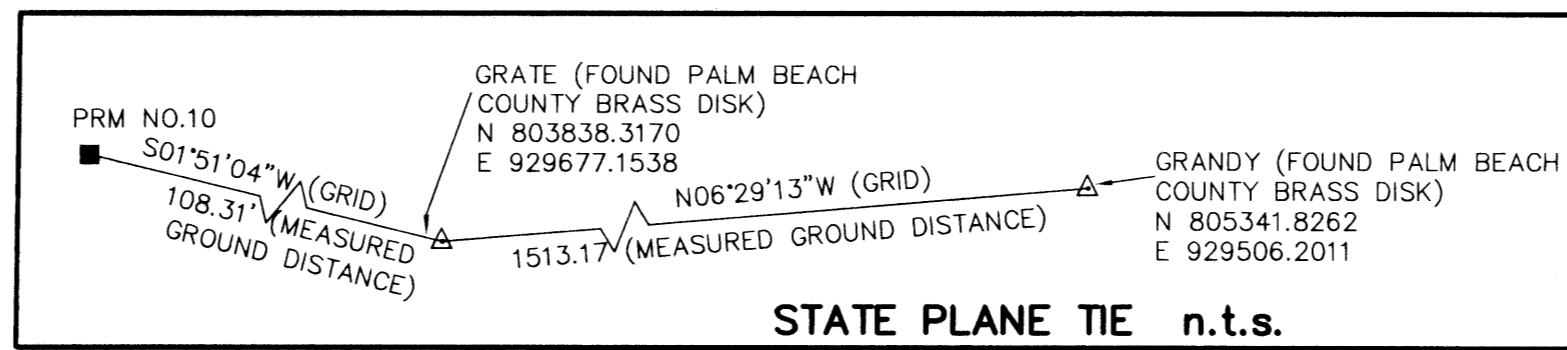 PRM NO.10
S01°51'04"W (GRID)
108.31' (MEASURED
GROUND DISTANCE)
GRATE (FOUND PALM BEACH
COUNTY BRASS DISK)
N 803838.3170
E 929677.1538
N06°29'13"W (GRID)
1513.17' (MEASURED GROUND DISTANCE)
GRANDY (FOUND PALM BEACH
COUNTY BRASS DISK)
N 805341.8262
E 929506.2011
STATE PLANE TIE n.t.s.